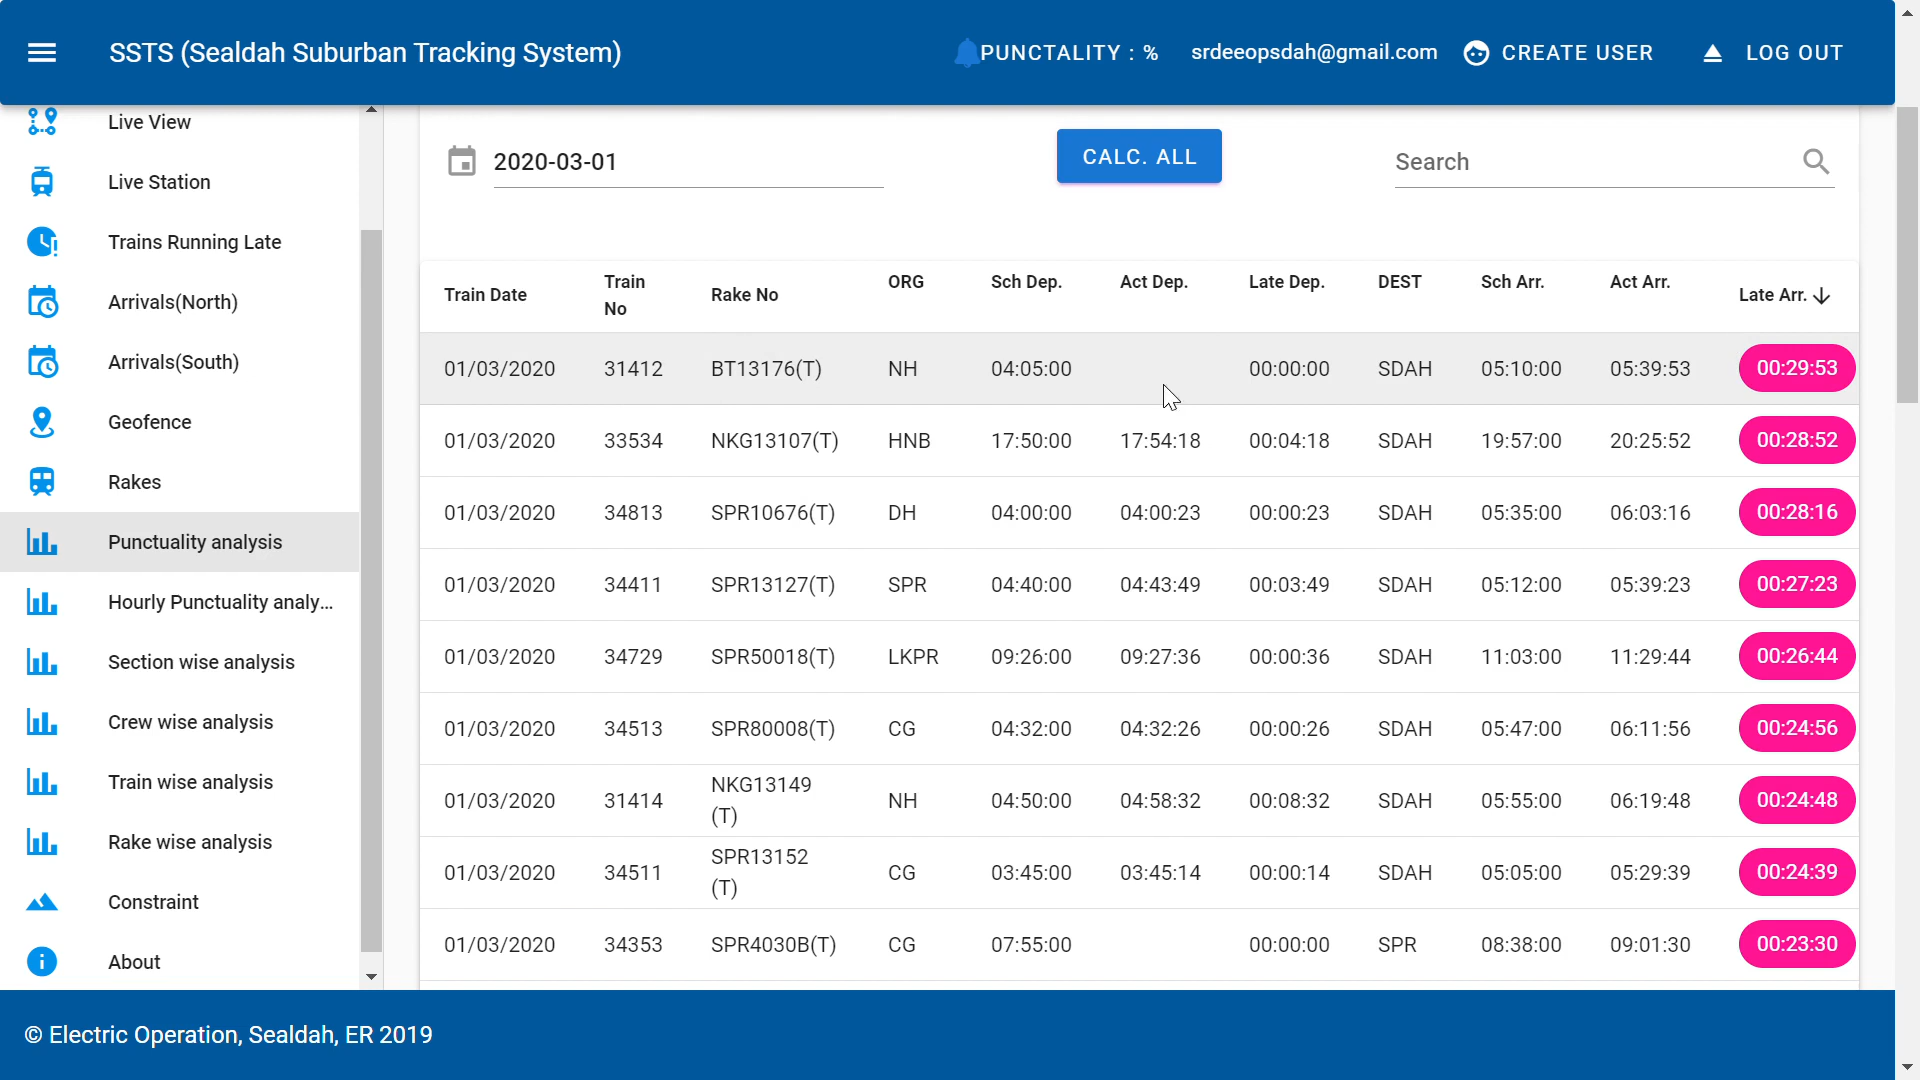 SSTS (Sealdah Suburban Tracking System)
PUNCTALITY : %
srdeeopsdah@gmail.com
CREATE USER
LOG OUT
Live View
Live Station
Trains Running Late
Arrivals(North)
Arrivals(South)
Geofence
Rakes
Punctuality analysis
Hourly Punctuality analy...
Section wise analysis
Crew wise analysis
Train wise analysis
Rake wise analysis
Constraint
About
2020-03-01
CALC. ALL
Search
Train Date Train No Rake No ORG Sch Dep. Act Dep. Late Dep. DEST Sch Arr. Act Arr. Late Arr.
01/03/2020 31412 BT13176(T) NH 04:05:00 00:00:00 SDAH 05:10:00 05:39:53 00:29:53
01/03/2020 33534 NKG13107(T) HNB 17:50:00 17:54:18 00:04:18 SDAH 19:57:00 20:25:52 00:28:52
01/03/2020 34813 SPR10676(T) DH 04:00:00 04:00:23 00:00:23 SDAH 05:35:00 06:03:16 00:28:16
01/03/2020 34411 SPR13127(T) SPR 04:40:00 04:43:49 00:03:49 SDAH 05:12:00 05:39:23 00:27:23
01/03/2020 34729 SPR50018(T) LKPR 09:26:00 09:27:36 00:00:36 SDAH 11:03:00 11:29:44 00:26:44
01/03/2020 34513 SPR80008(T) CG 04:32:00 04:32:26 00:00:26 SDAH 05:47:00 06:11:56 00:24:56
01/03/2020 31414 NKG13149 (T) NH 04:50:00 04:58:32 00:08:32 SDAH 05:55:00 06:19:48 00:24:48
01/03/2020 34511 SPR13152 (T) CG 03:45:00 03:45:14 00:00:14 SDAH 05:05:00 05:29:39 00:24:39
01/03/2020 34353 SPR4030B(T) CG 07:55:00 00:00:00 SPR 08:38:00 09:01:30 00:23:30
© Electric Operation, Sealdah, ER 2019